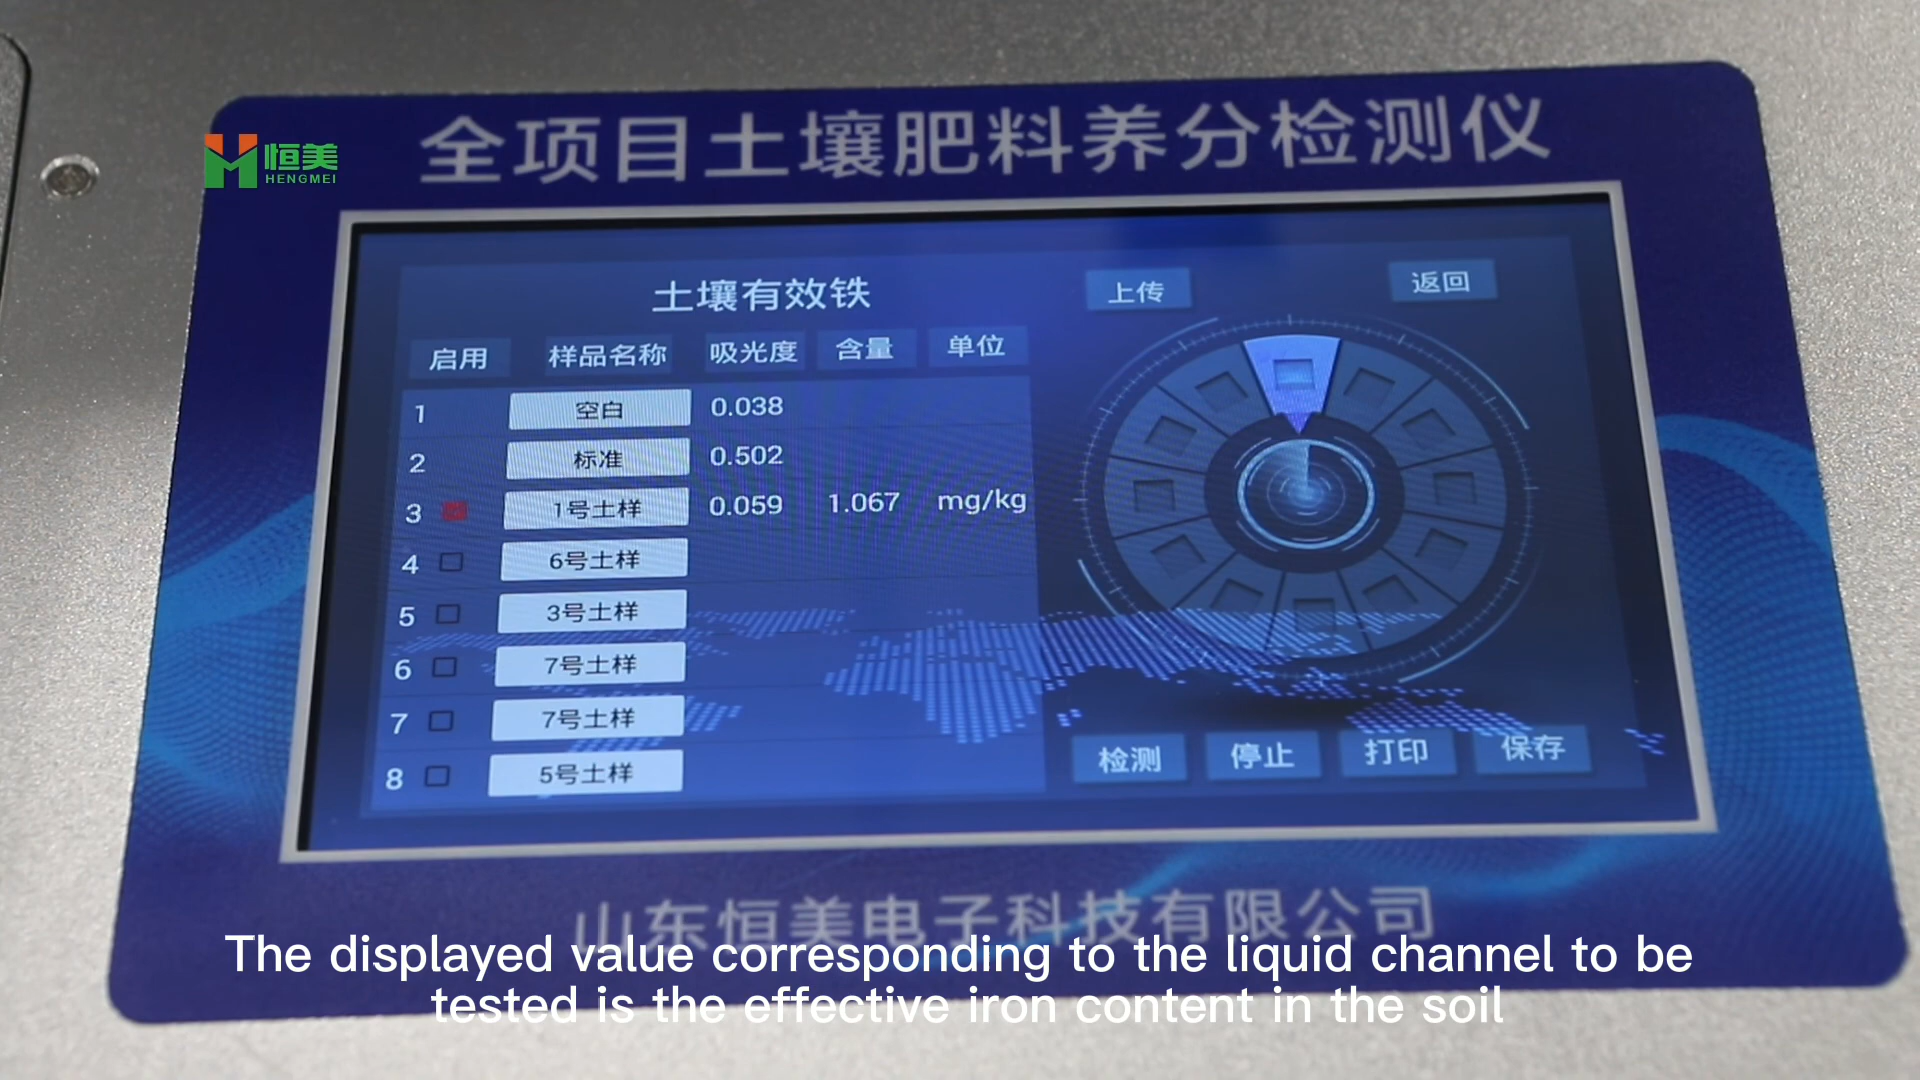 恒美
HENGMEI
全项目土壤肥料养分检测仪
土壤有效铁
上传
返回
启用 样品名称 吸光度 含量 单位
1 空白 0.038
2 标准 0.502
3 1号土样 0.059 1.067 mg/kg
4 6号土样
5 3号土样
6 7号土样
7 7号土样
8 5号土样
检测 停止 打印 保存
山东恒美电子科技有限公司
The displayed value corresponding to the liquid channel to be
tested is the effective iron content in the soil